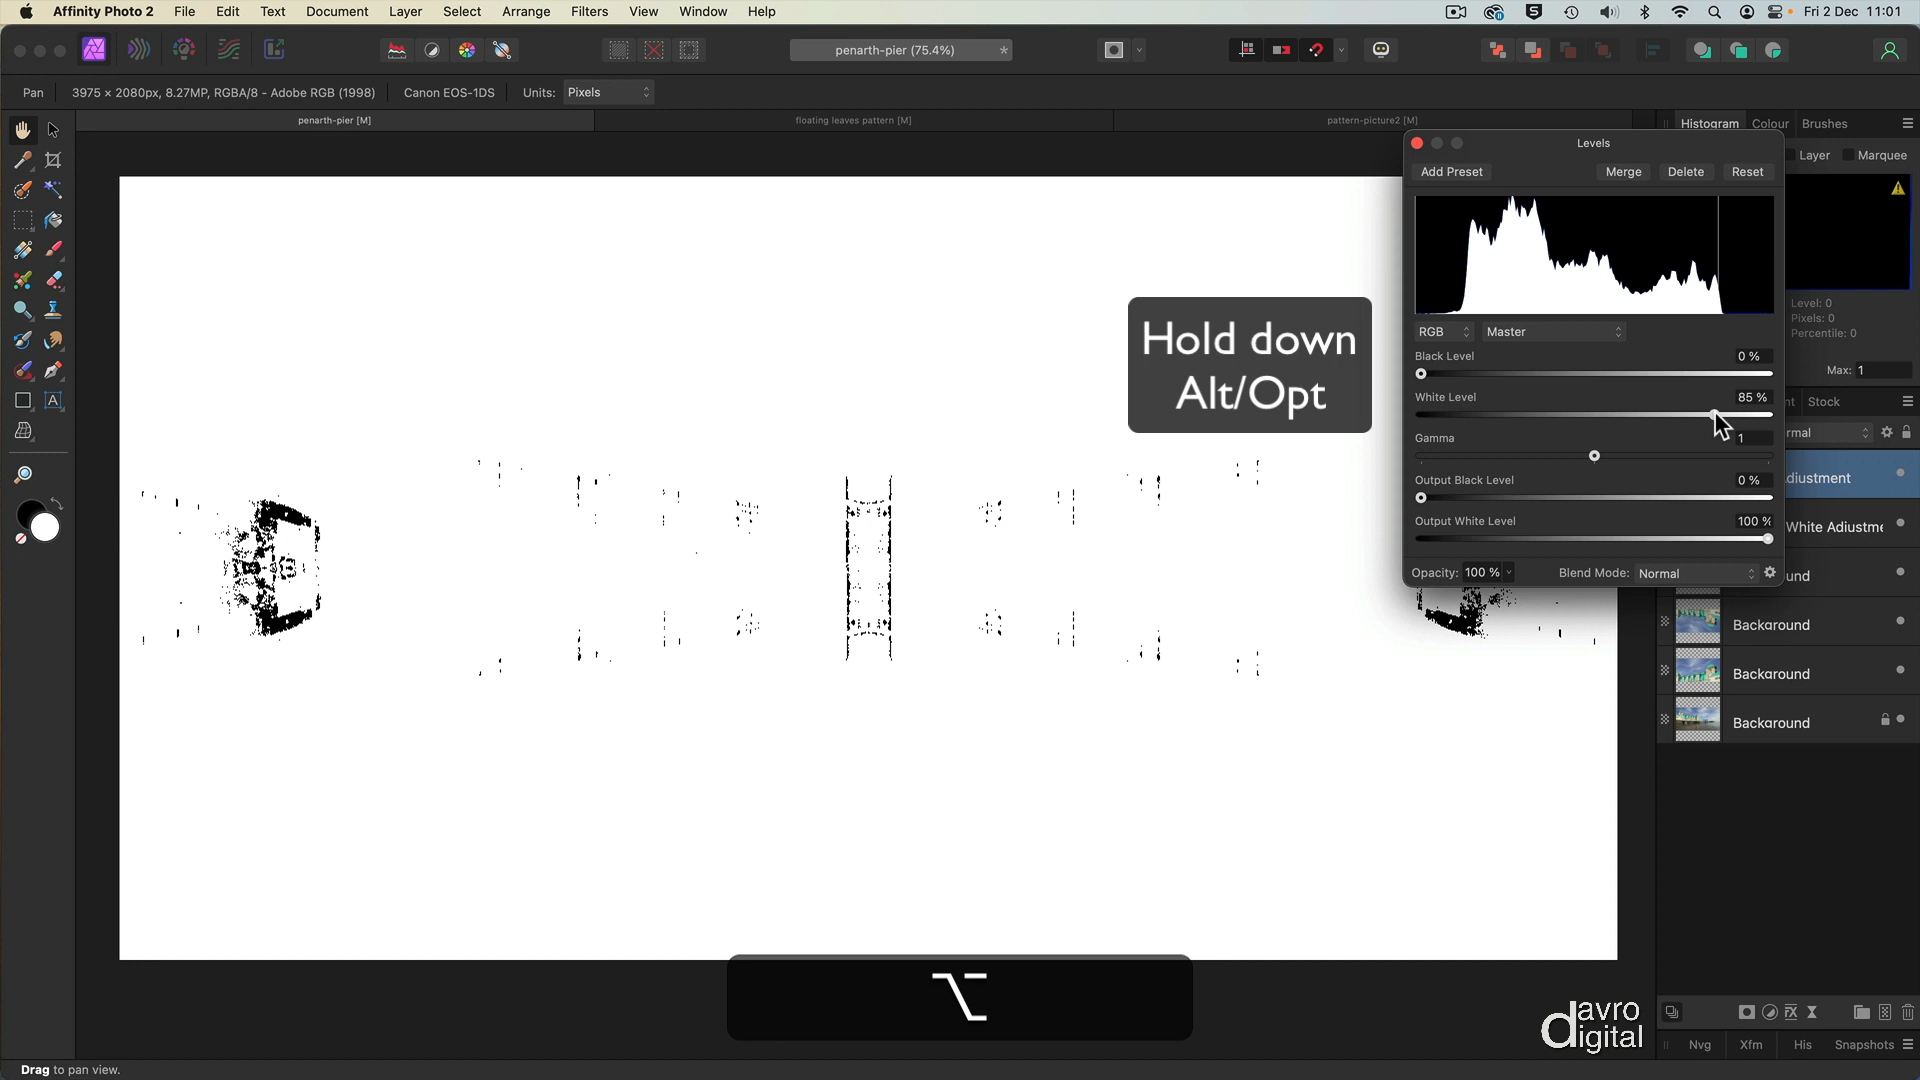 Affinity Photo 2 File Edit Text Document Layer Select Arrange Filters View Window Help Fri 2 Dec 11:01
penarth-pier (75.4%) *
Pan 3975 × 2080px, 8.27MP, RGBA/8 - Adobe RGB (1998) Canon EOS-1DS Units: Pixels
penarth-pier [M] floating leaves pattern [M] pattern-picture2 [M]
Histogram Colour Brushes
Levels
Layer Marquee
Add Preset Merge Delete Reset
Level: 0
Pixels: 0
Percentile: 0
Max: 1
RGB Master
Black Level 0 %
White Level 85 %
Gamma 1
Output Black Level 0 %
Output White Level 100 %
Opacity: 100 % Blend Mode: Normal
Hold down
Alt/Opt
nt Stock
rmal
djustment
White Adjustme
und
Background
Background
Background
A
S
fx
⌥
davro
digital
Nvg Xfm His Snapshots
Drag to pan view.